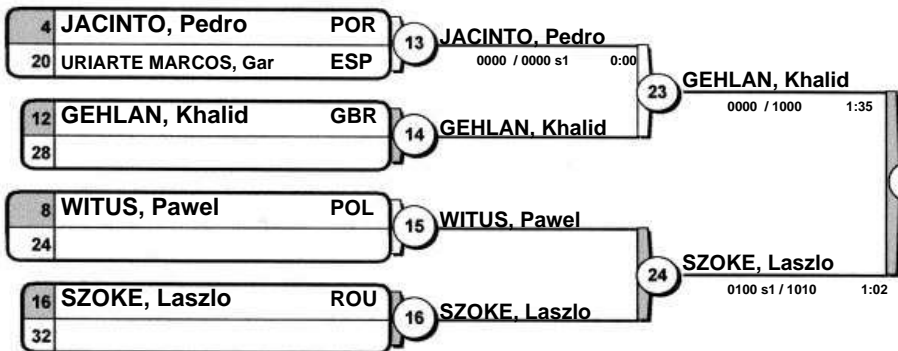 4 JACINTO, Pedro POR
20 URIARTE MARCOS, Gar ESP
13 JACINTO, Pedro
0000 / 0000 s1 0:00
12 GEHLAN, Khalid GBR
28
14 GEHLAN, Khalid
23 GEHLAN, Khalid
0000 / 1000 1:35
8 WITUS, Pawel POL
24
15 WITUS, Pawel
16 SZOKE, Laszlo ROU
32
16 SZOKE, Laszlo
24 SZOKE, Laszlo
0100 s1 / 1010 1:02